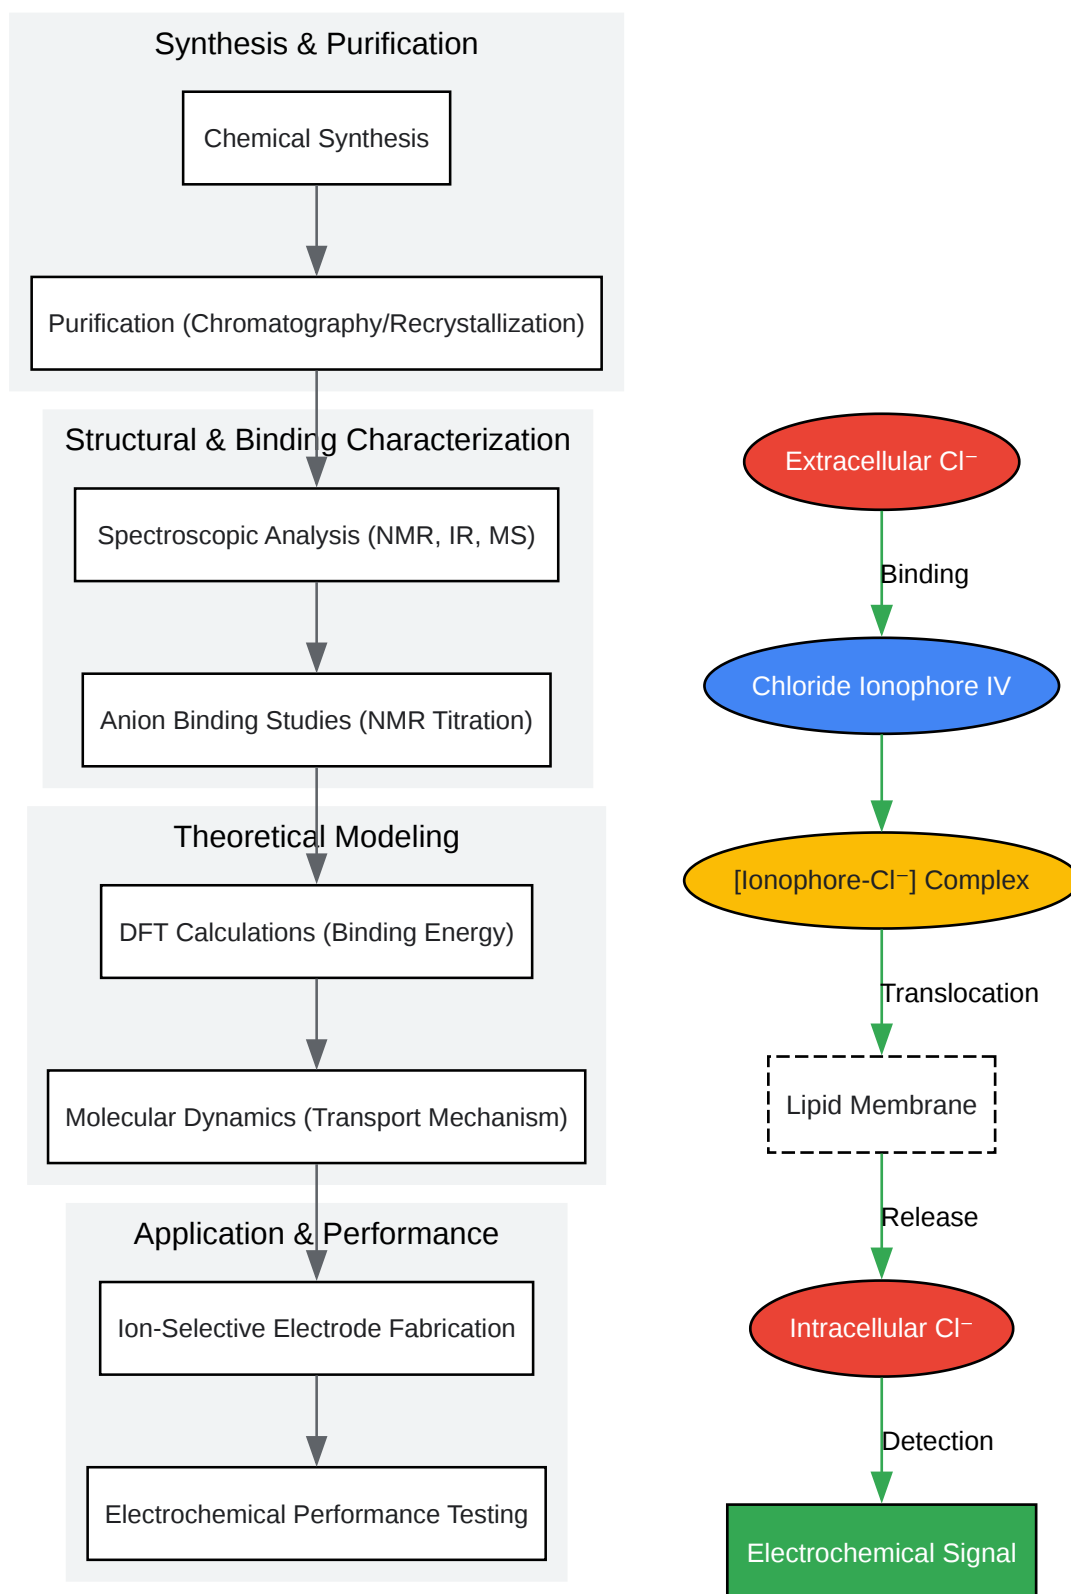 Synthesis & Purification
Chemical Synthesis
Purification (Chromatography/Recrystallization)
Structural & Binding Characterization
Spectroscopic Analysis (NMR, IR, MS)
Anion Binding Studies (NMR Titration)
Theoretical Modeling
DFT Calculations (Binding Energy)
Molecular Dynamics (Transport Mechanism)
Application & Performance
Ion-Selective Electrode Fabrication
Electrochemical Performance Testing
Extracellular Cl⁻
Binding
Chloride Ionophore IV
[Ionophore-Cl⁻] Complex
Translocation
Lipid Membrane
Release
Intracellular Cl⁻
Detection
Electrochemical Signal